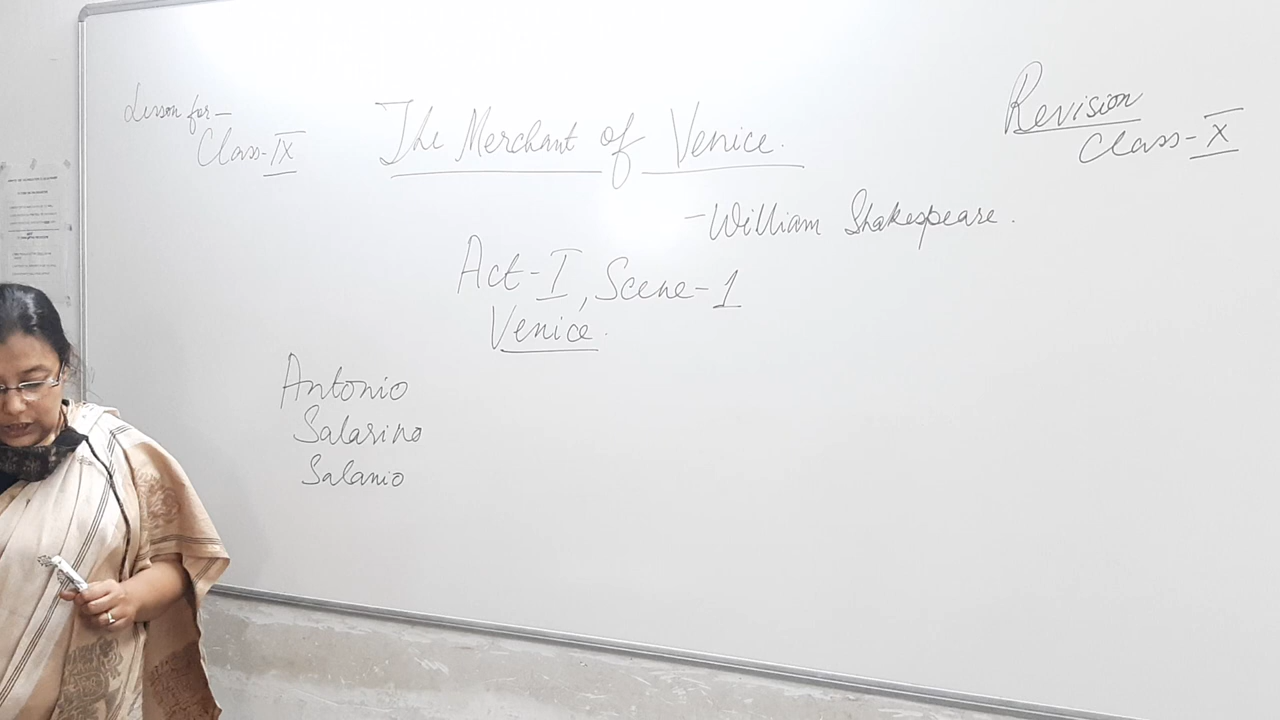 Lesson for-
Class-IX
The Merchant of Venice.
Revision
Class-X
-William Shakespeare.
Act-I, Scene-1
Venice.
Antonio
Salarino
Salanio